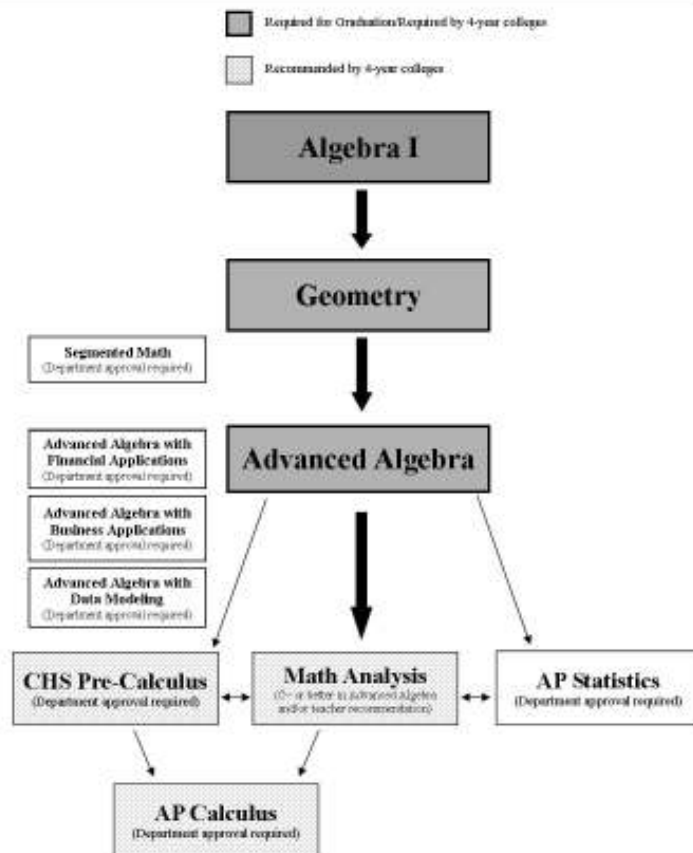 Required for Graduation/Required by 4-year colleges
Recommanded by 4-year colleges
Algebra I
Geometry
Segmented Math
(Department approval required)
Advanced Algebra
Advanced Algebra with
Financial Applications
(Department approval required)
Advanced Algebra with
Business Applications
(Department approval required)
Advanced Algebra with
Data Modeling
(Department approval required)
CHS Pre-Calculus
(Department approval required)
Math Analysis
(C- or better in Advanced Algebra
and/or teacher recommendation)
AP Statistics
(Department approval required)
AP Calculus
(Department approval required)